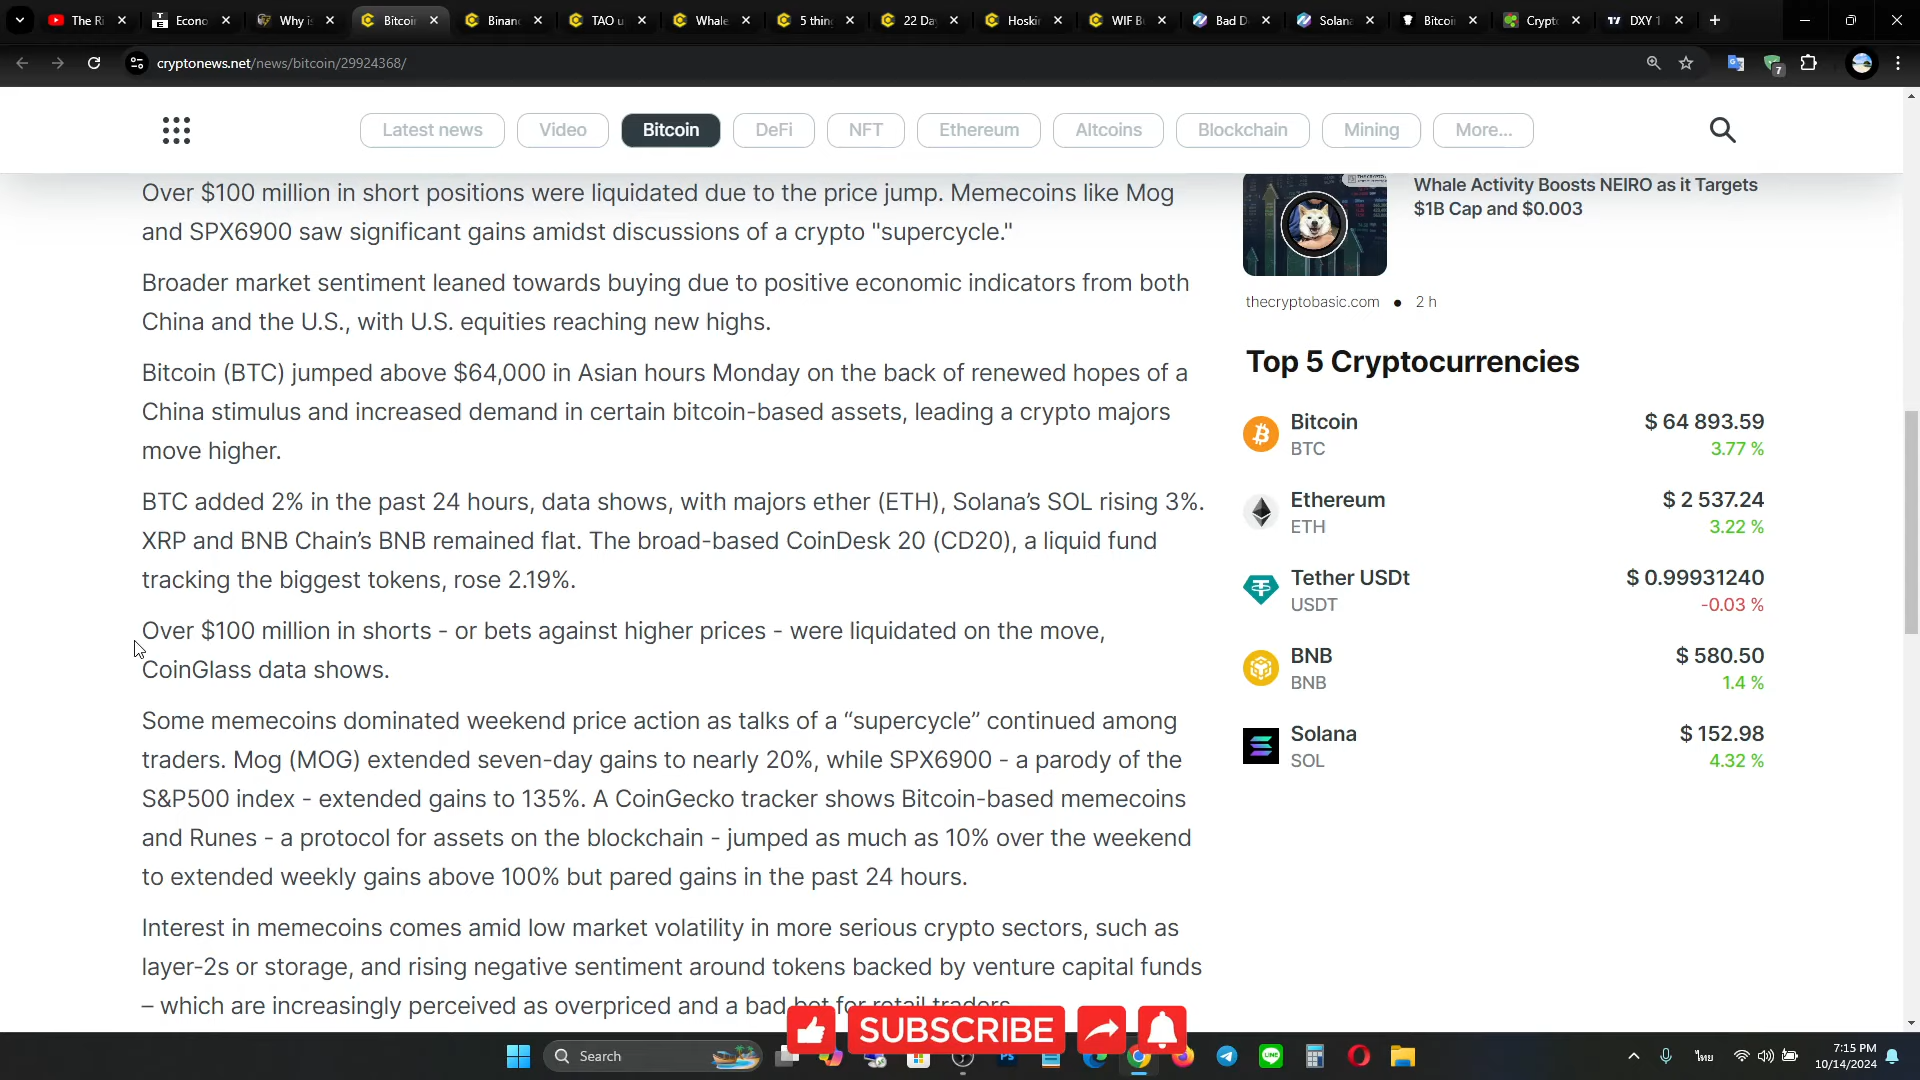 The Ri
Econo
Why is
Bitcoin
Binanc
TAO u
Whale
5 thin
22 Da
Hoskin
WIF B
Bad D
Solana
Bitcoi
Crypto
DXY 1
cryptonews.net/news/bitcoin/29924368/
7
Latest news
Video
Bitcoin
DeFi
NFT
Ethereum
Altcoins
Blockchain
Mining
More...
Over $100 million in short positions were liquidated due to the price jump. Memecoins like Mog
and SPX6900 saw significant gains amidst discussions of a crypto "supercycle."
Broader market sentiment leaned towards buying due to positive economic indicators from both
China and the U.S., with U.S. equities reaching new highs.
Bitcoin (BTC) jumped above $64,000 in Asian hours Monday on the back of renewed hopes of a
China stimulus and increased demand in certain bitcoin-based assets, leading a crypto majors
move higher.
BTC added 2% in the past 24 hours, data shows, with majors ether (ETH), Solana’s SOL rising 3%.
XRP and BNB Chain’s BNB remained flat. The broad-based CoinDesk 20 (CD20), a liquid fund
tracking the biggest tokens, rose 2.19%.
Over $100 million in shorts - or bets against higher prices - were liquidated on the move,
CoinGlass data shows.
Some memecoins dominated weekend price action as talks of a “supercycle” continued among
traders. Mog (MOG) extended seven-day gains to nearly 20%, while SPX6900 - a parody of the
S&P500 index - extended gains to 135%. A CoinGecko tracker shows Bitcoin-based memecoins
and Runes - a protocol for assets on the blockchain - jumped as much as 10% over the weekend
to extended weekly gains above 100% but pared gains in the past 24 hours.
Interest in memecoins comes amid low market volatility in more serious crypto sectors, such as
layer-2s or storage, and rising negative sentiment around tokens backed by venture capital funds
– which are increasingly perceived as overpriced and a bad bet for retail traders.
Whale Activity Boosts NEIRO as it Targets
$1B Cap and $0.003
thecryptobasic.com ● 2 h
Top 5 Cryptocurrencies
Bitcoin $ 64 893.59
BTC 3.77 %
Ethereum $ 2 537.24
ETH 3.22 %
Tether USDt $ 0.99931240
USDT -0.03 %
BNB $ 580.50
BNB 1.4 %
Solana $ 152.98
SOL 4.32 %
SUBSCRIBE
Search
Ps
LINE
ไทย
7:15 PM
10/14/2024